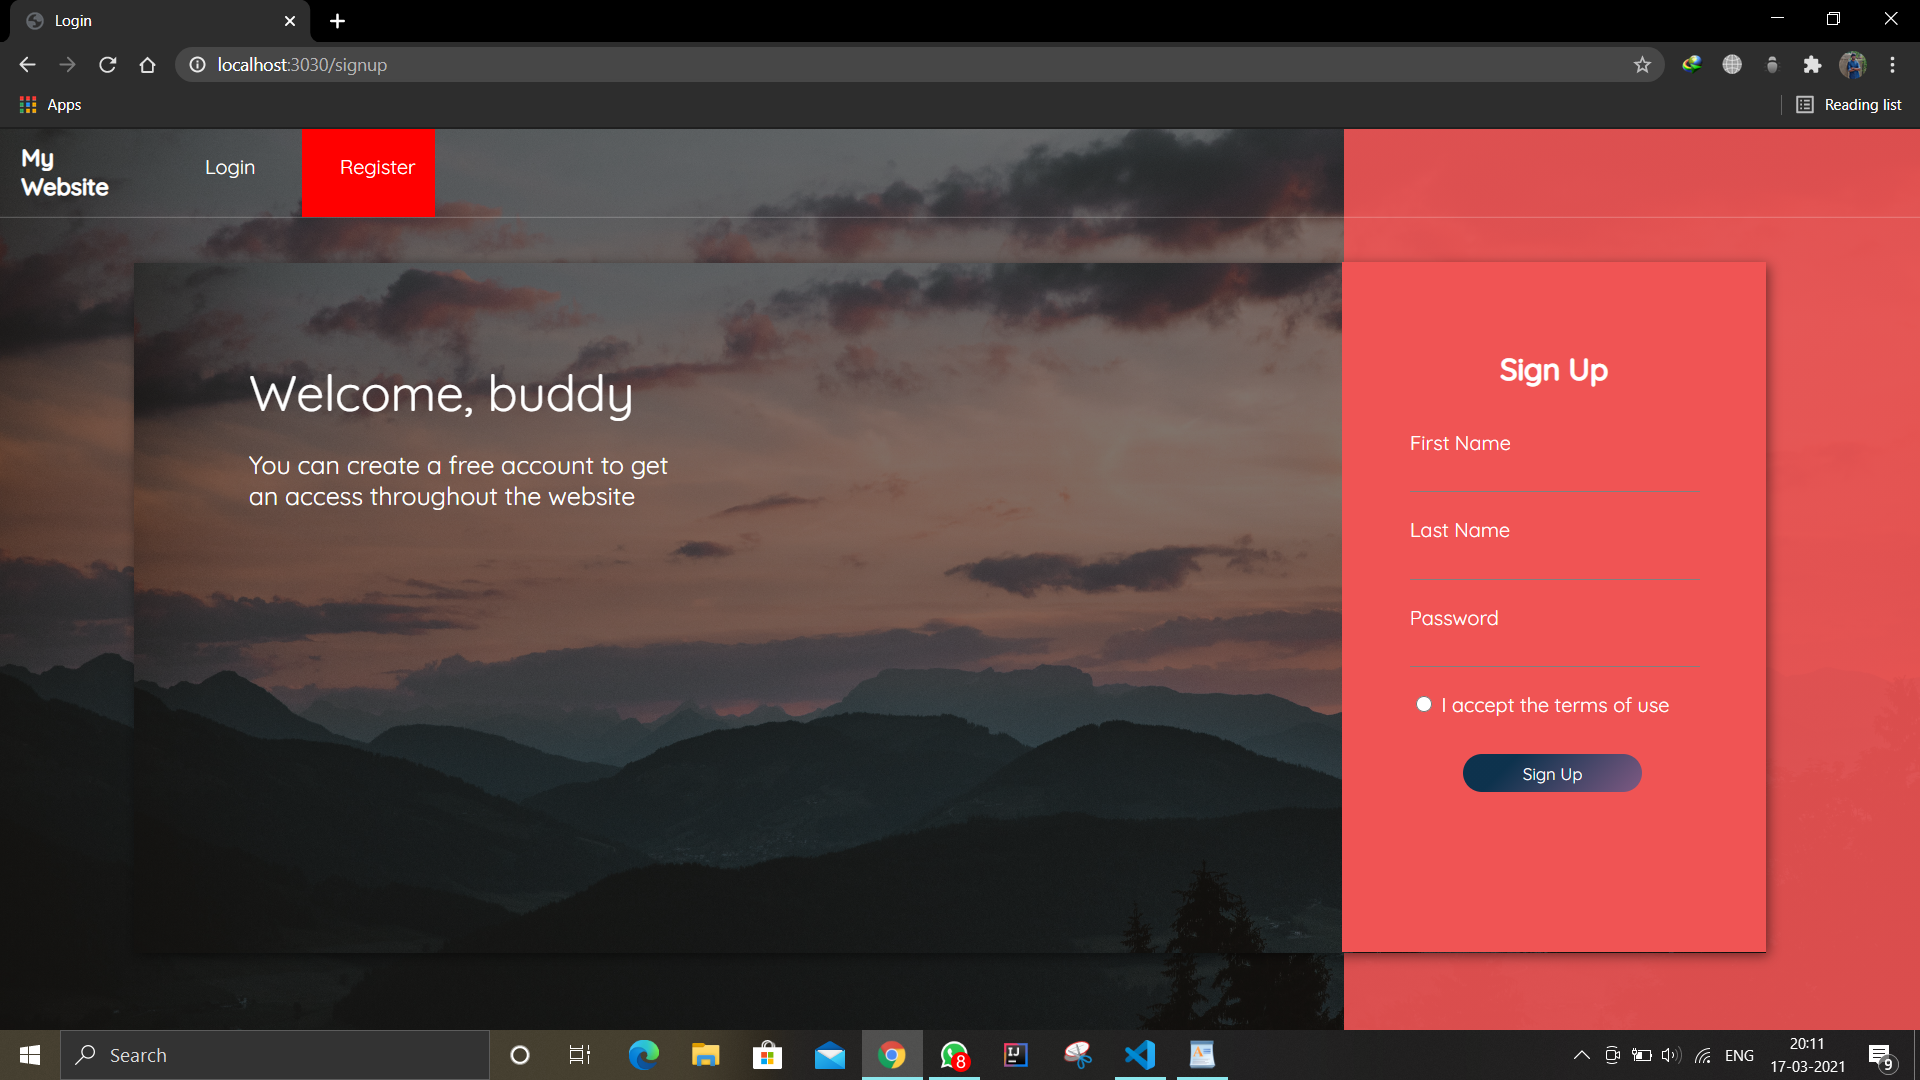 Login
localhost:3030/signup
Apps
Reading list
My
Website
Login
Register
Welcome, buddy
You can create a free account to get
an access throughout the website
Sign Up
First Name
Last Name
Password
I accept the terms of use
Sign Up
Search
8
IJ
ENG
20:11
17-03-2021
9